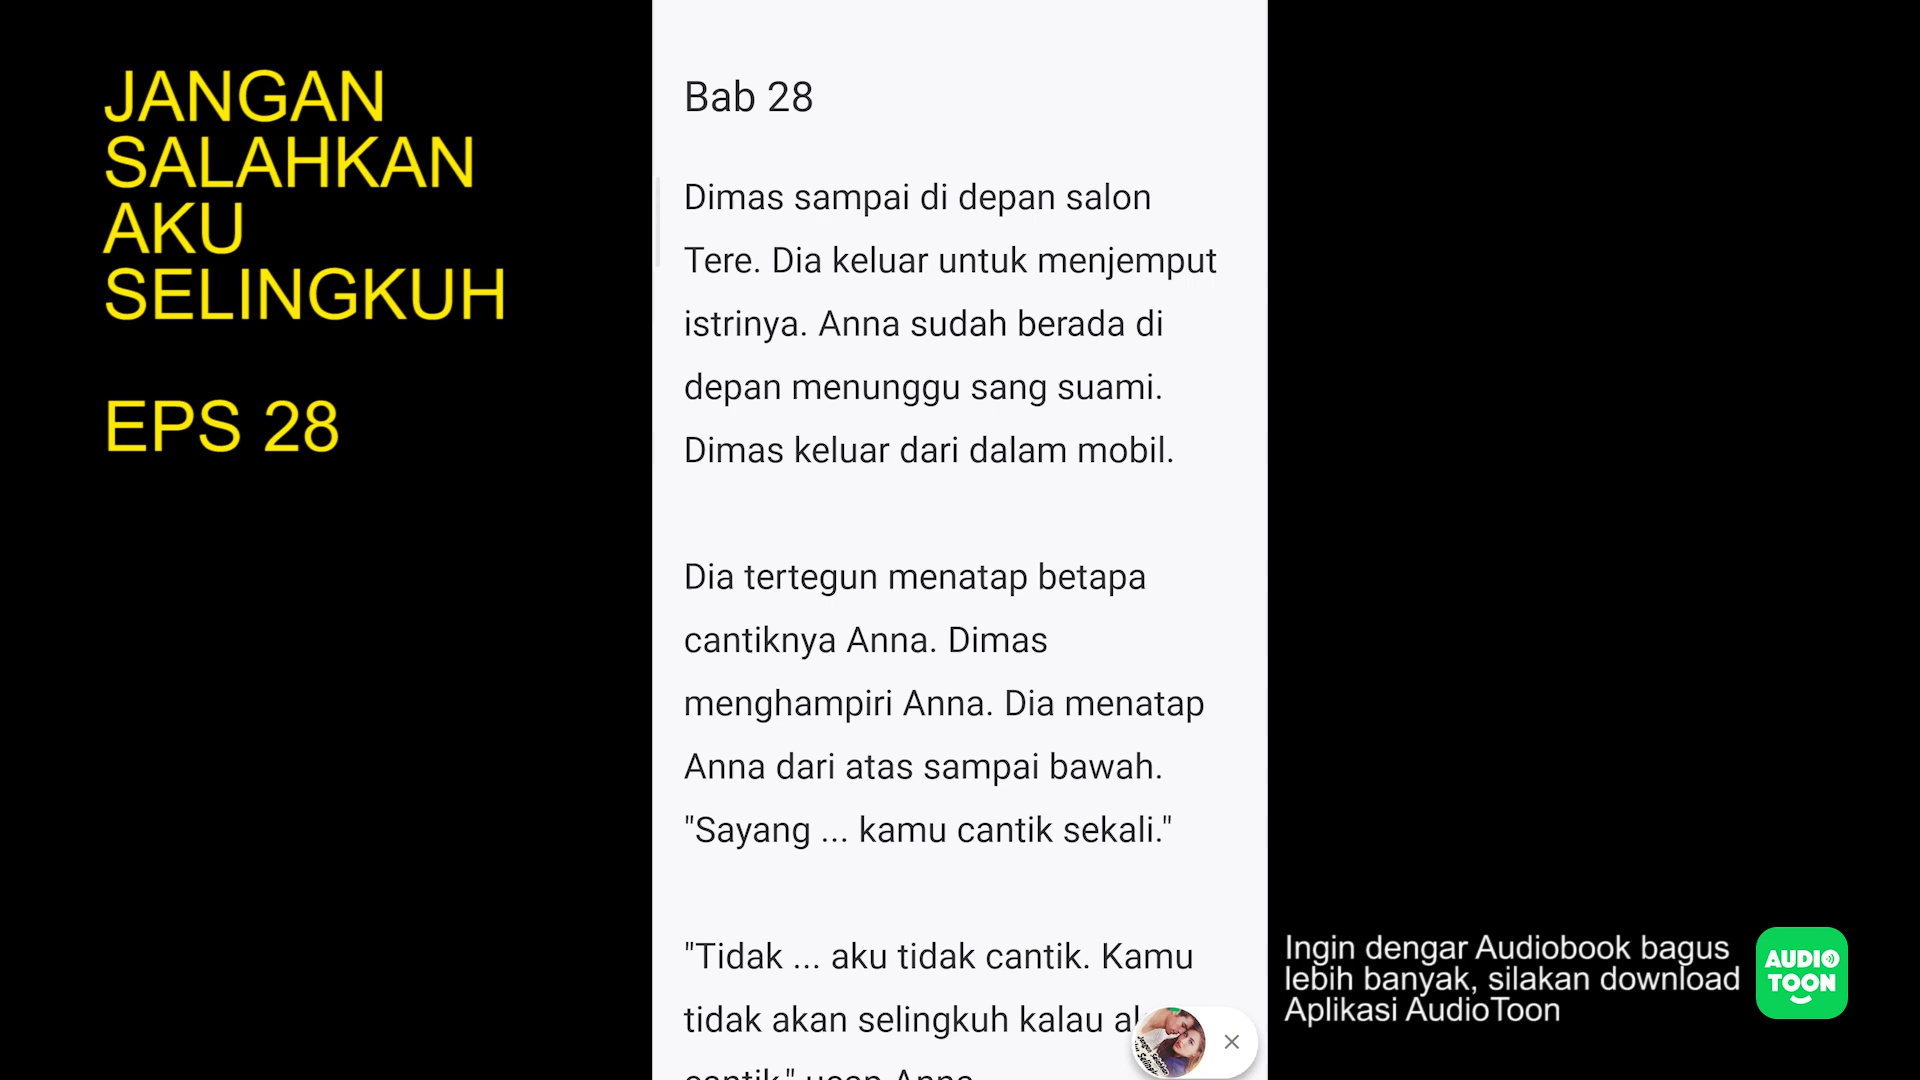 JANGAN
SALAHKAN
AKU
SELINGKUH
EPS 28
Bab 28
Dimas sampai di depan salon
Tere. Dia keluar untuk menjemput
istrinya. Anna sudah berada di
depan menunggu sang suami.
Dimas keluar dari dalam mobil.
Dia tertegun menatap betapa
cantiknya Anna. Dimas
menghampiri Anna. Dia menatap
Anna dari atas sampai bawah.
"Sayang ... kamu cantik sekali."
"Tidak ... aku tidak cantik. Kamu
tidak akan selingkuh kalau
cantik," ucap Anna.
Ingin dengar Audiobook bagus
lebih banyak, silakan download
Aplikasi AudioToon
AUDIO
TOON